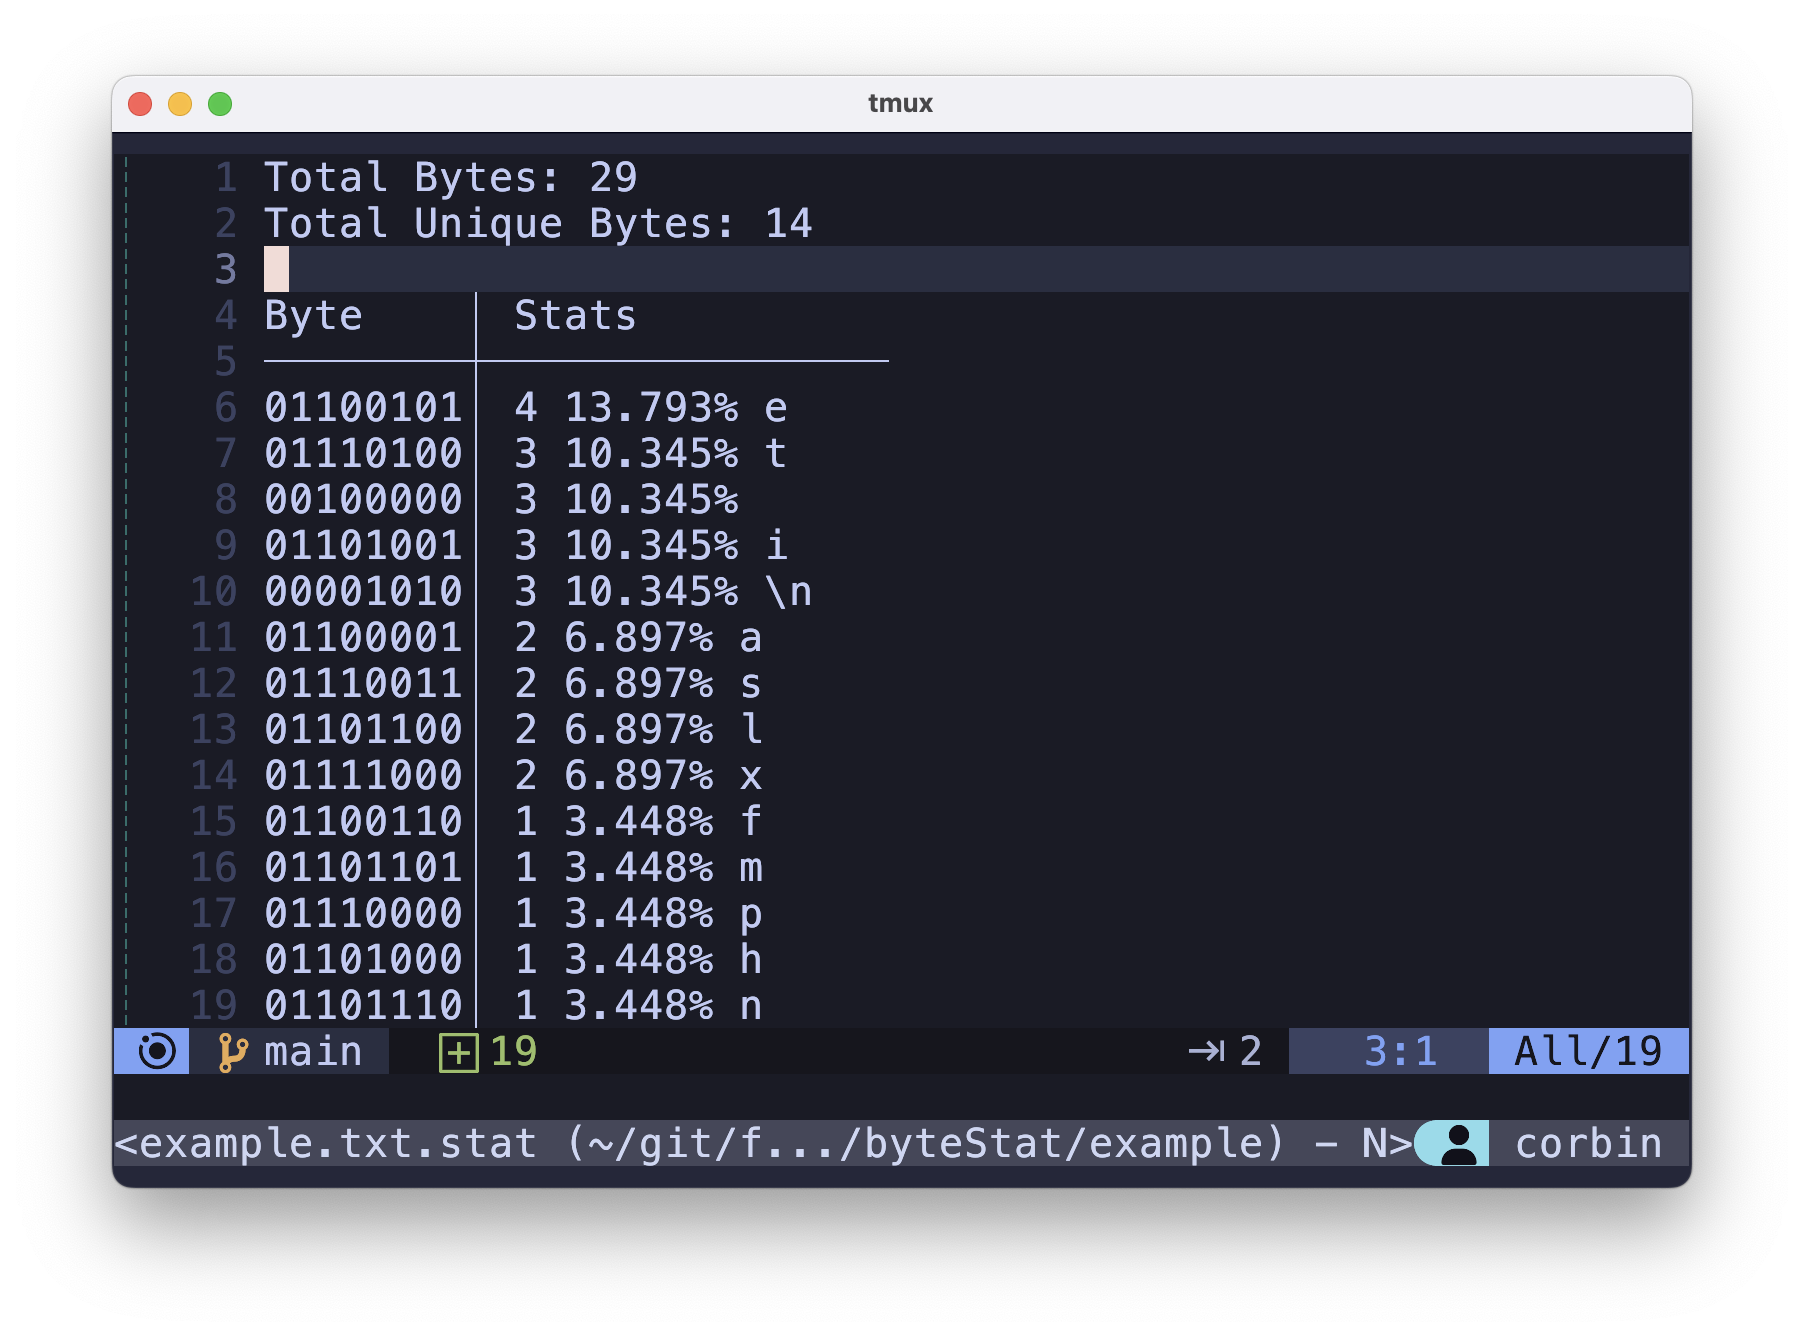 tmux
1 Total Bytes: 29
2 Total Unique Bytes: 14
3
4 Byte Stats
5
6 01100101 4 13.793% e
7 01110100 3 10.345% t
8 00100000 3 10.345%
9 01101001 3 10.345% i
10 00001010 3 10.345% \n
11 01100001 2 6.897% a
12 01110011 2 6.897% s
13 01101100 2 6.897% l
14 01111000 2 6.897% x
15 01100110 1 3.448% f
16 01101101 1 3.448% m
17 01110000 1 3.448% p
18 01101000 1 3.448% h
19 01101110 1 3.448% n
main 19 2 3:1 All/19
<example.txt.stat (~/git/f.../byteStat/example) - N> corbin